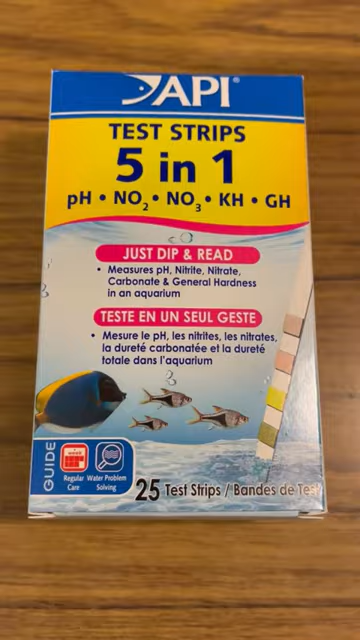 API®
TEST STRIPS
5 in 1
pH • NO2 • NO3 • KH • GH
JUST DIP & READ
• Measures pH, Nitrite, Nitrate,
Carbonate & General Hardness
in an aquarium
TESTE EN UN SEUL GESTE
• Mesure le pH, les nitrites, les nitrates,
la dureté carbonatée et la dureté
totale dans l'aquarium
GUIDE
Regular
Care
Water Problem
Solving
25 Test Strips / Bandes de Test